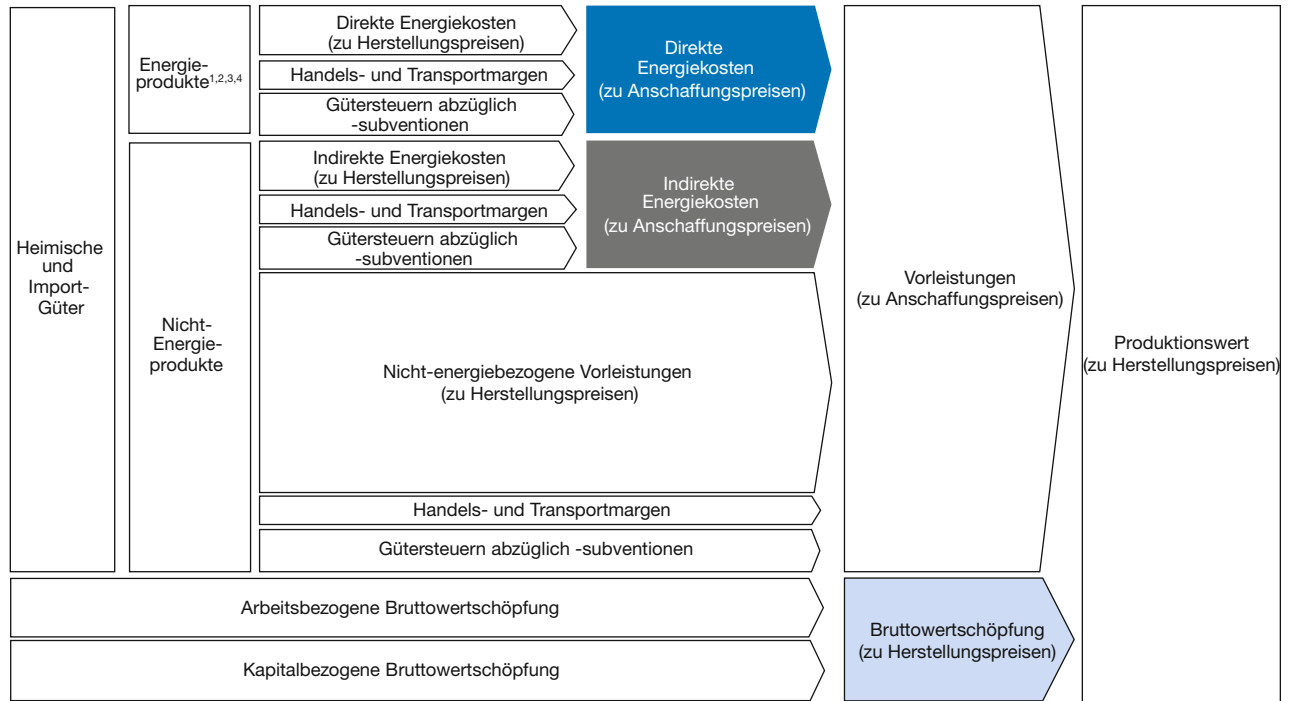 Heimische
und
Import-
Güter
Energie-
produkte1,2,3,4
Direkte Energiekosten
(zu Herstellungspreisen)
Handels- und Transportmargen
Gütersteuern abzüglich
-subventionen
Direkte
Energiekosten
(zu Anschaffungspreisen)
Nicht-
Energie-
produkte
Indirekte Energiekosten
(zu Herstellungspreisen)
Handels- und Transportmargen
Gütersteuern abzüglich
-subventionen
Indirekte
Energiekosten
(zu Anschaffungspreisen)
Nicht-energiebezogene Vorleistungen
(zu Herstellungspreisen)
Handels- und Transportmargen
Gütersteuern abzüglich -subventionen
Vorleistungen
(zu Anschaffungspreisen)
Arbeitsbezogene Bruttowertschöpfung
Kapitalbezogene Bruttowertschöpfung
Bruttowertschöpfung
(zu Herstellungspreisen)
Produktionswert
(zu Herstellungspreisen)